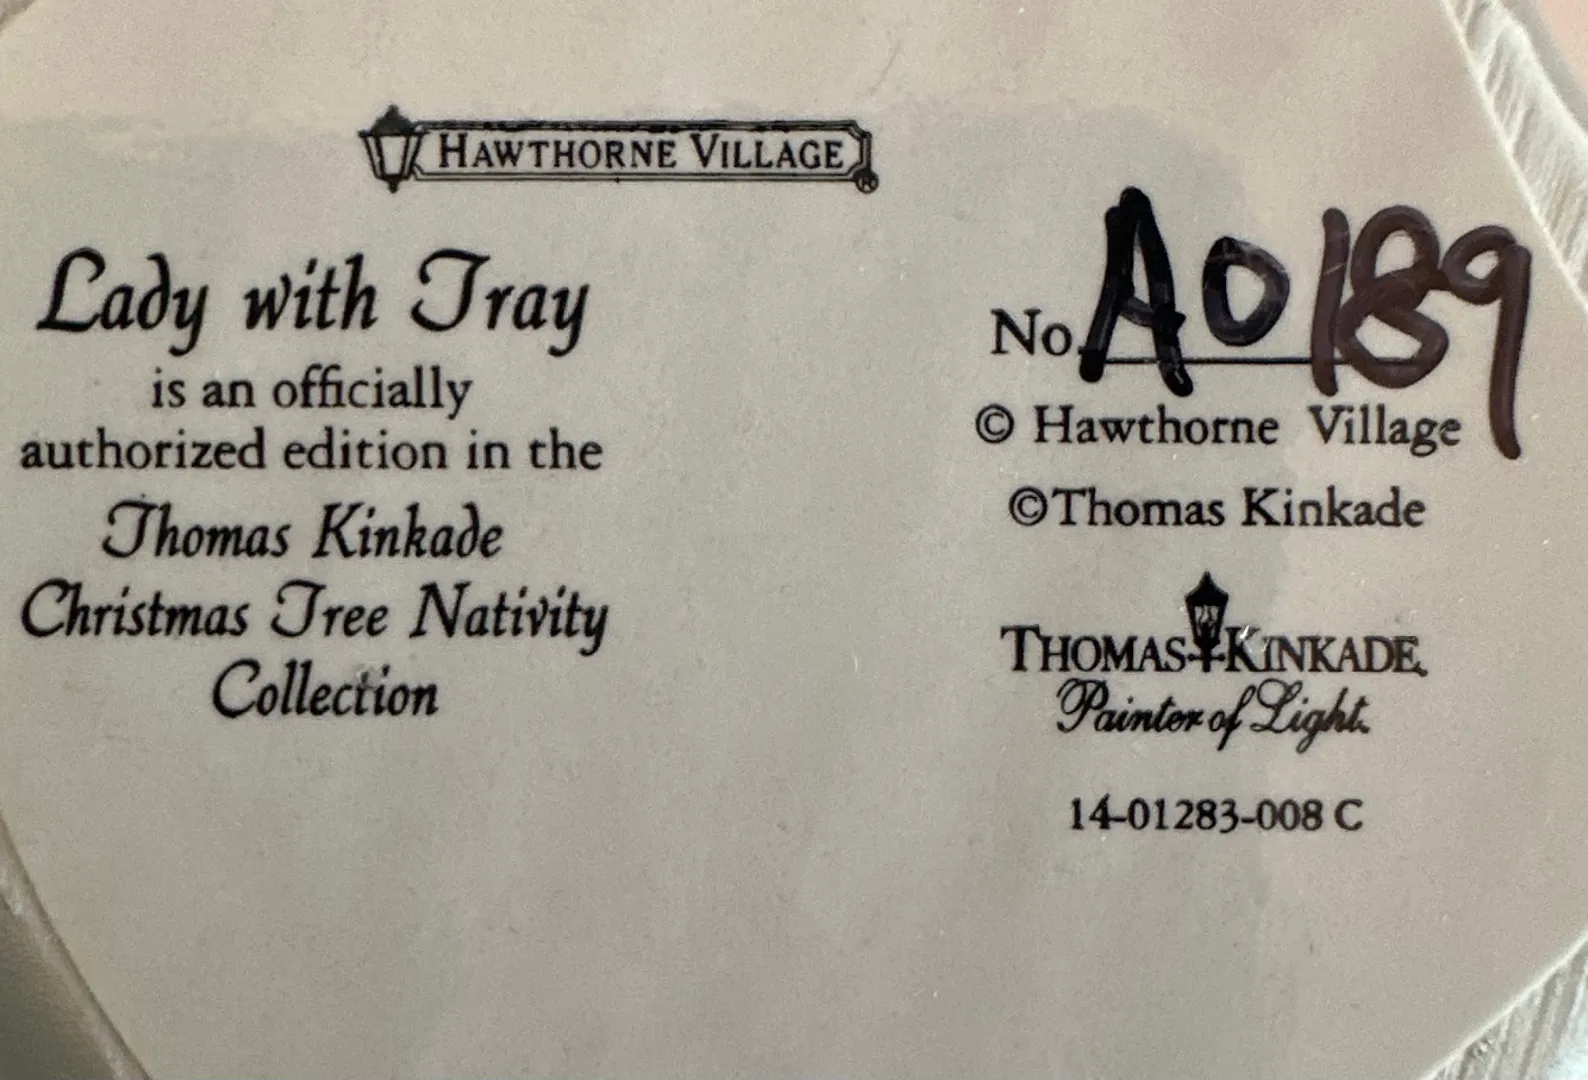 HAWTHORNE VILLAGE ®
Lady with Tray
is an officially
authorized edition in the
Thomas Kinkade
Christmas Tree Nativity
Collection
No. A0189
© Hawthorne Village
©Thomas Kinkade
THOMAS KINKADE
Painter of Light
14-01283-008 C